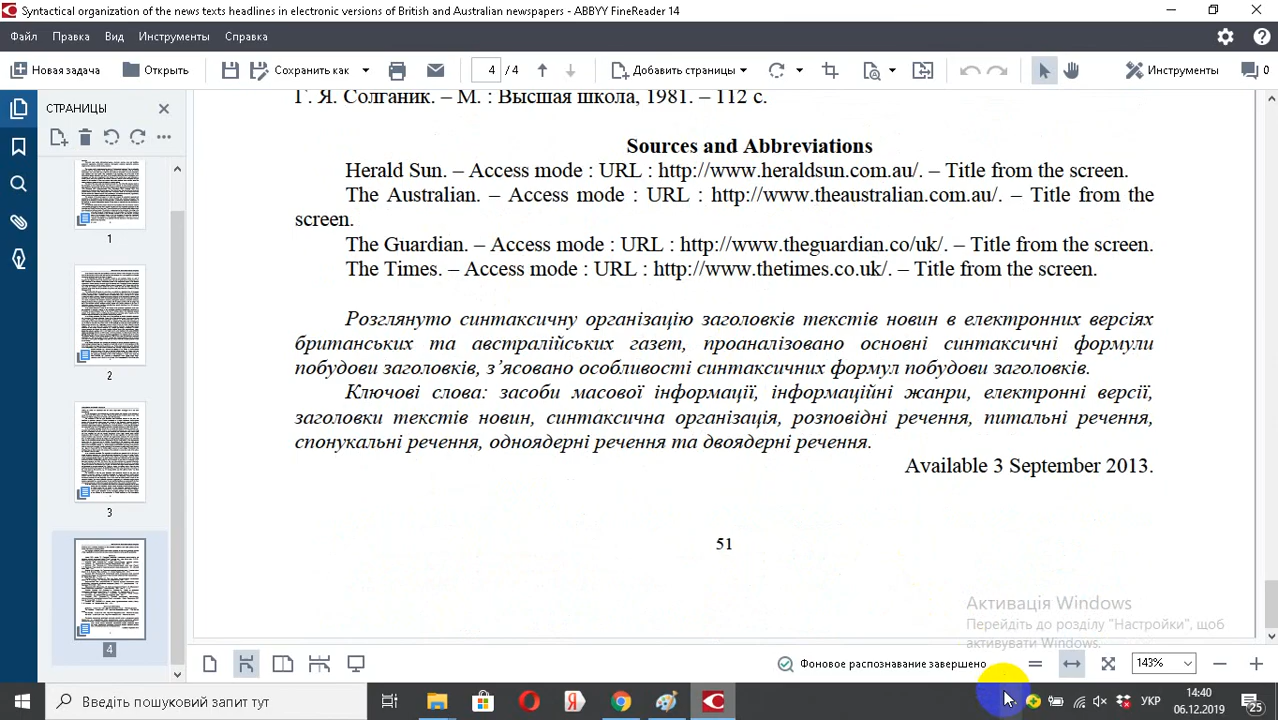 Syntactical organization of the news texts headlines in electronic versions of British and Australian newspapers - ABBYY FineReader 14
Файл Правка Вид Инструменты Справка
Новая задача Открыть Сохранить как 4 / 4 Добавить страницы Инструменты 0
СТРАНИЦЫ
1
2
3
4
Г. Я. Солганик. – М. : Высшая школа, 1981. – 112 с.
Sources and Abbreviations
Herald Sun. – Access mode : URL : http://www.heraldsun.com.au/. – Title from the screen.
The Australian. – Access mode : URL : http://www.theaustralian.com.au/. – Title from the
screen.
The Guardian. – Access mode : URL : http://www.theguardian.co/uk/. – Title from the screen.
The Times. – Access mode : URL : http://www.thetimes.co.uk/. – Title from the screen.
Розглянуто синтаксичну організацію заголовків текстів новин в електронних версіях
британських та австралійських газет, проаналізовано основні синтаксичні формули
побудови заголовків, з’ясовано особливості синтаксичних формул побудови заголовків.
Ключові слова: засоби масової інформації, інформаційні жанри, електронні версії,
заголовки текстів новин, синтаксична організація, розповідні речення, питальні речення,
спонукальні речення, одноядерні речення та двоядерні речення.
Available 3 September 2013.
51
Активація Windows
Перейдіть до розділу "Настройки", щоб
активувати Windows.
Фоновое распознавание завершено 143%
Введіть пошуковий запит тут
УКР
14:40
06.12.2019
25